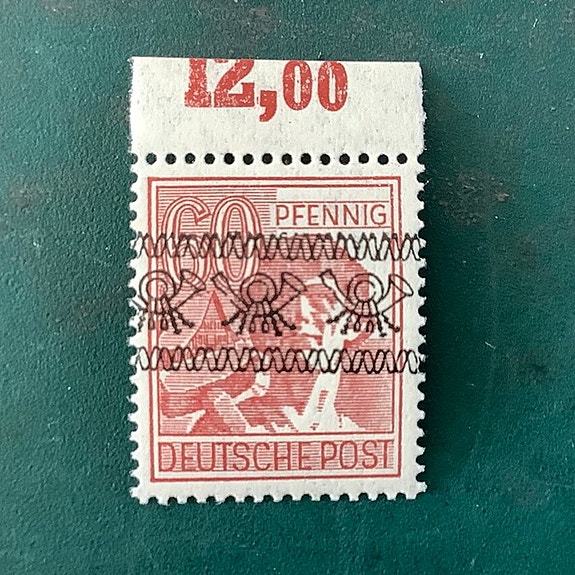 12,00
60 PFENNIG
DEUTSCHE POST